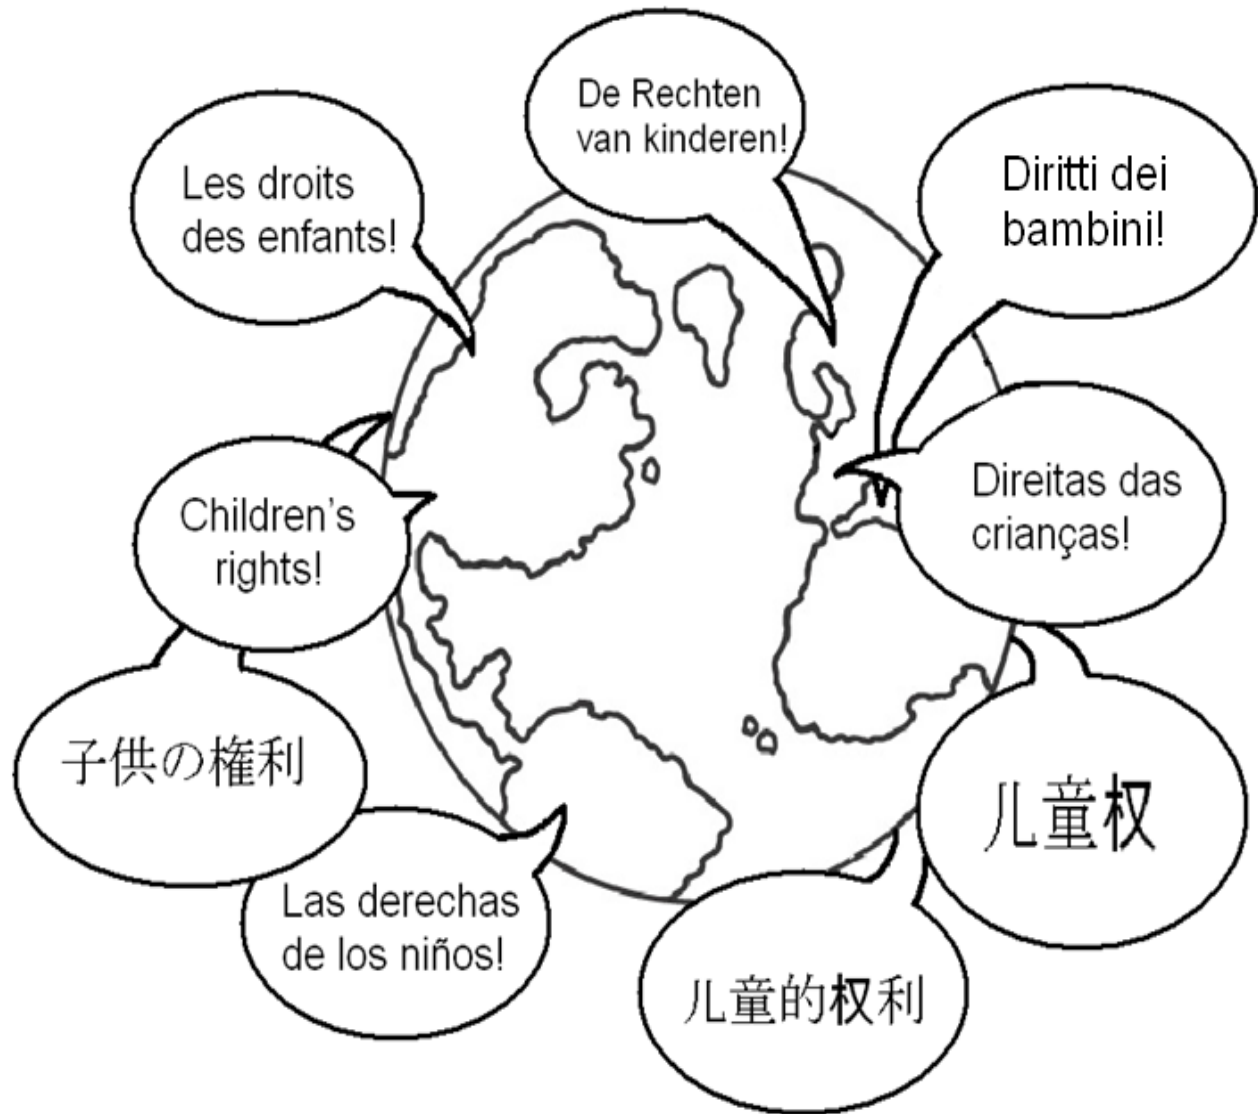 De Rechten
van kinderen!
Les droits
des enfants!
Diritti dei
bambini!
Direitas das
crianças!
Children's
rights!
子供の権利
儿童权
Las derechas
de los niños!
儿童的权利